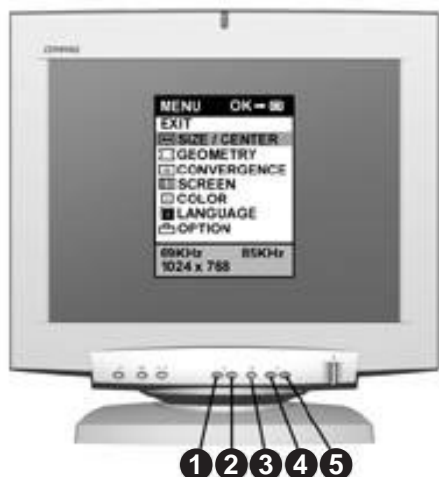 COMPAQ
MENU OK→
EXIT
SIZE / CENTER
GEOMETRY
CONVERGENCE
SCREEN
COLOR
LANGUAGE
OPTION
69KHz 85KHz
1024 x 768
1 2 3 4 5